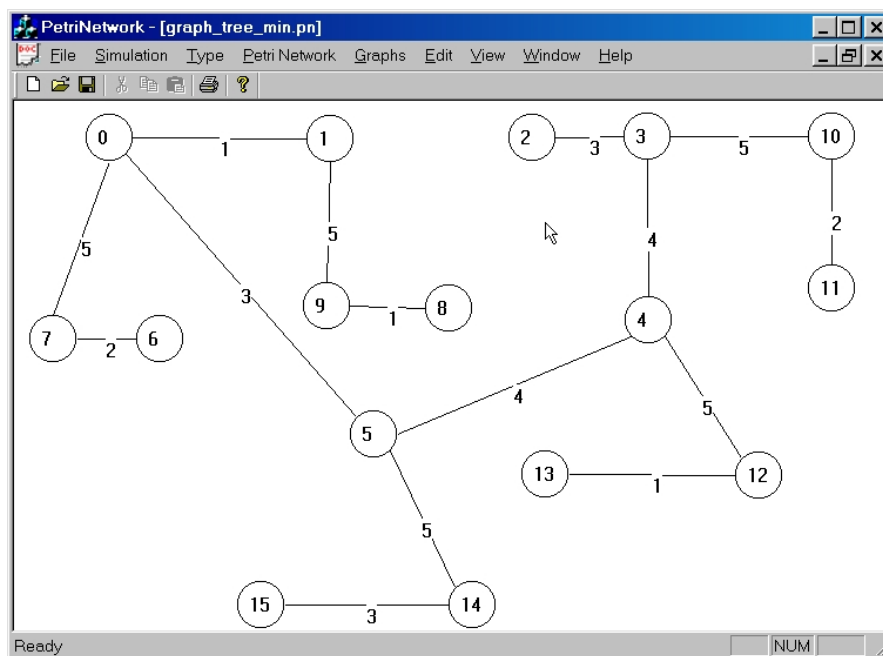 PetriNetwork - [graph_tree_min.pn]
DOC File Simulation Type Petri Network Graphs Edit View Window Help
?
0 1 1 2 3 3 5 10
5 5 4 2
3 9 1 8 11
7 2 6 4
4 5
5 13 1 12
5
15 3 14
Ready NUM